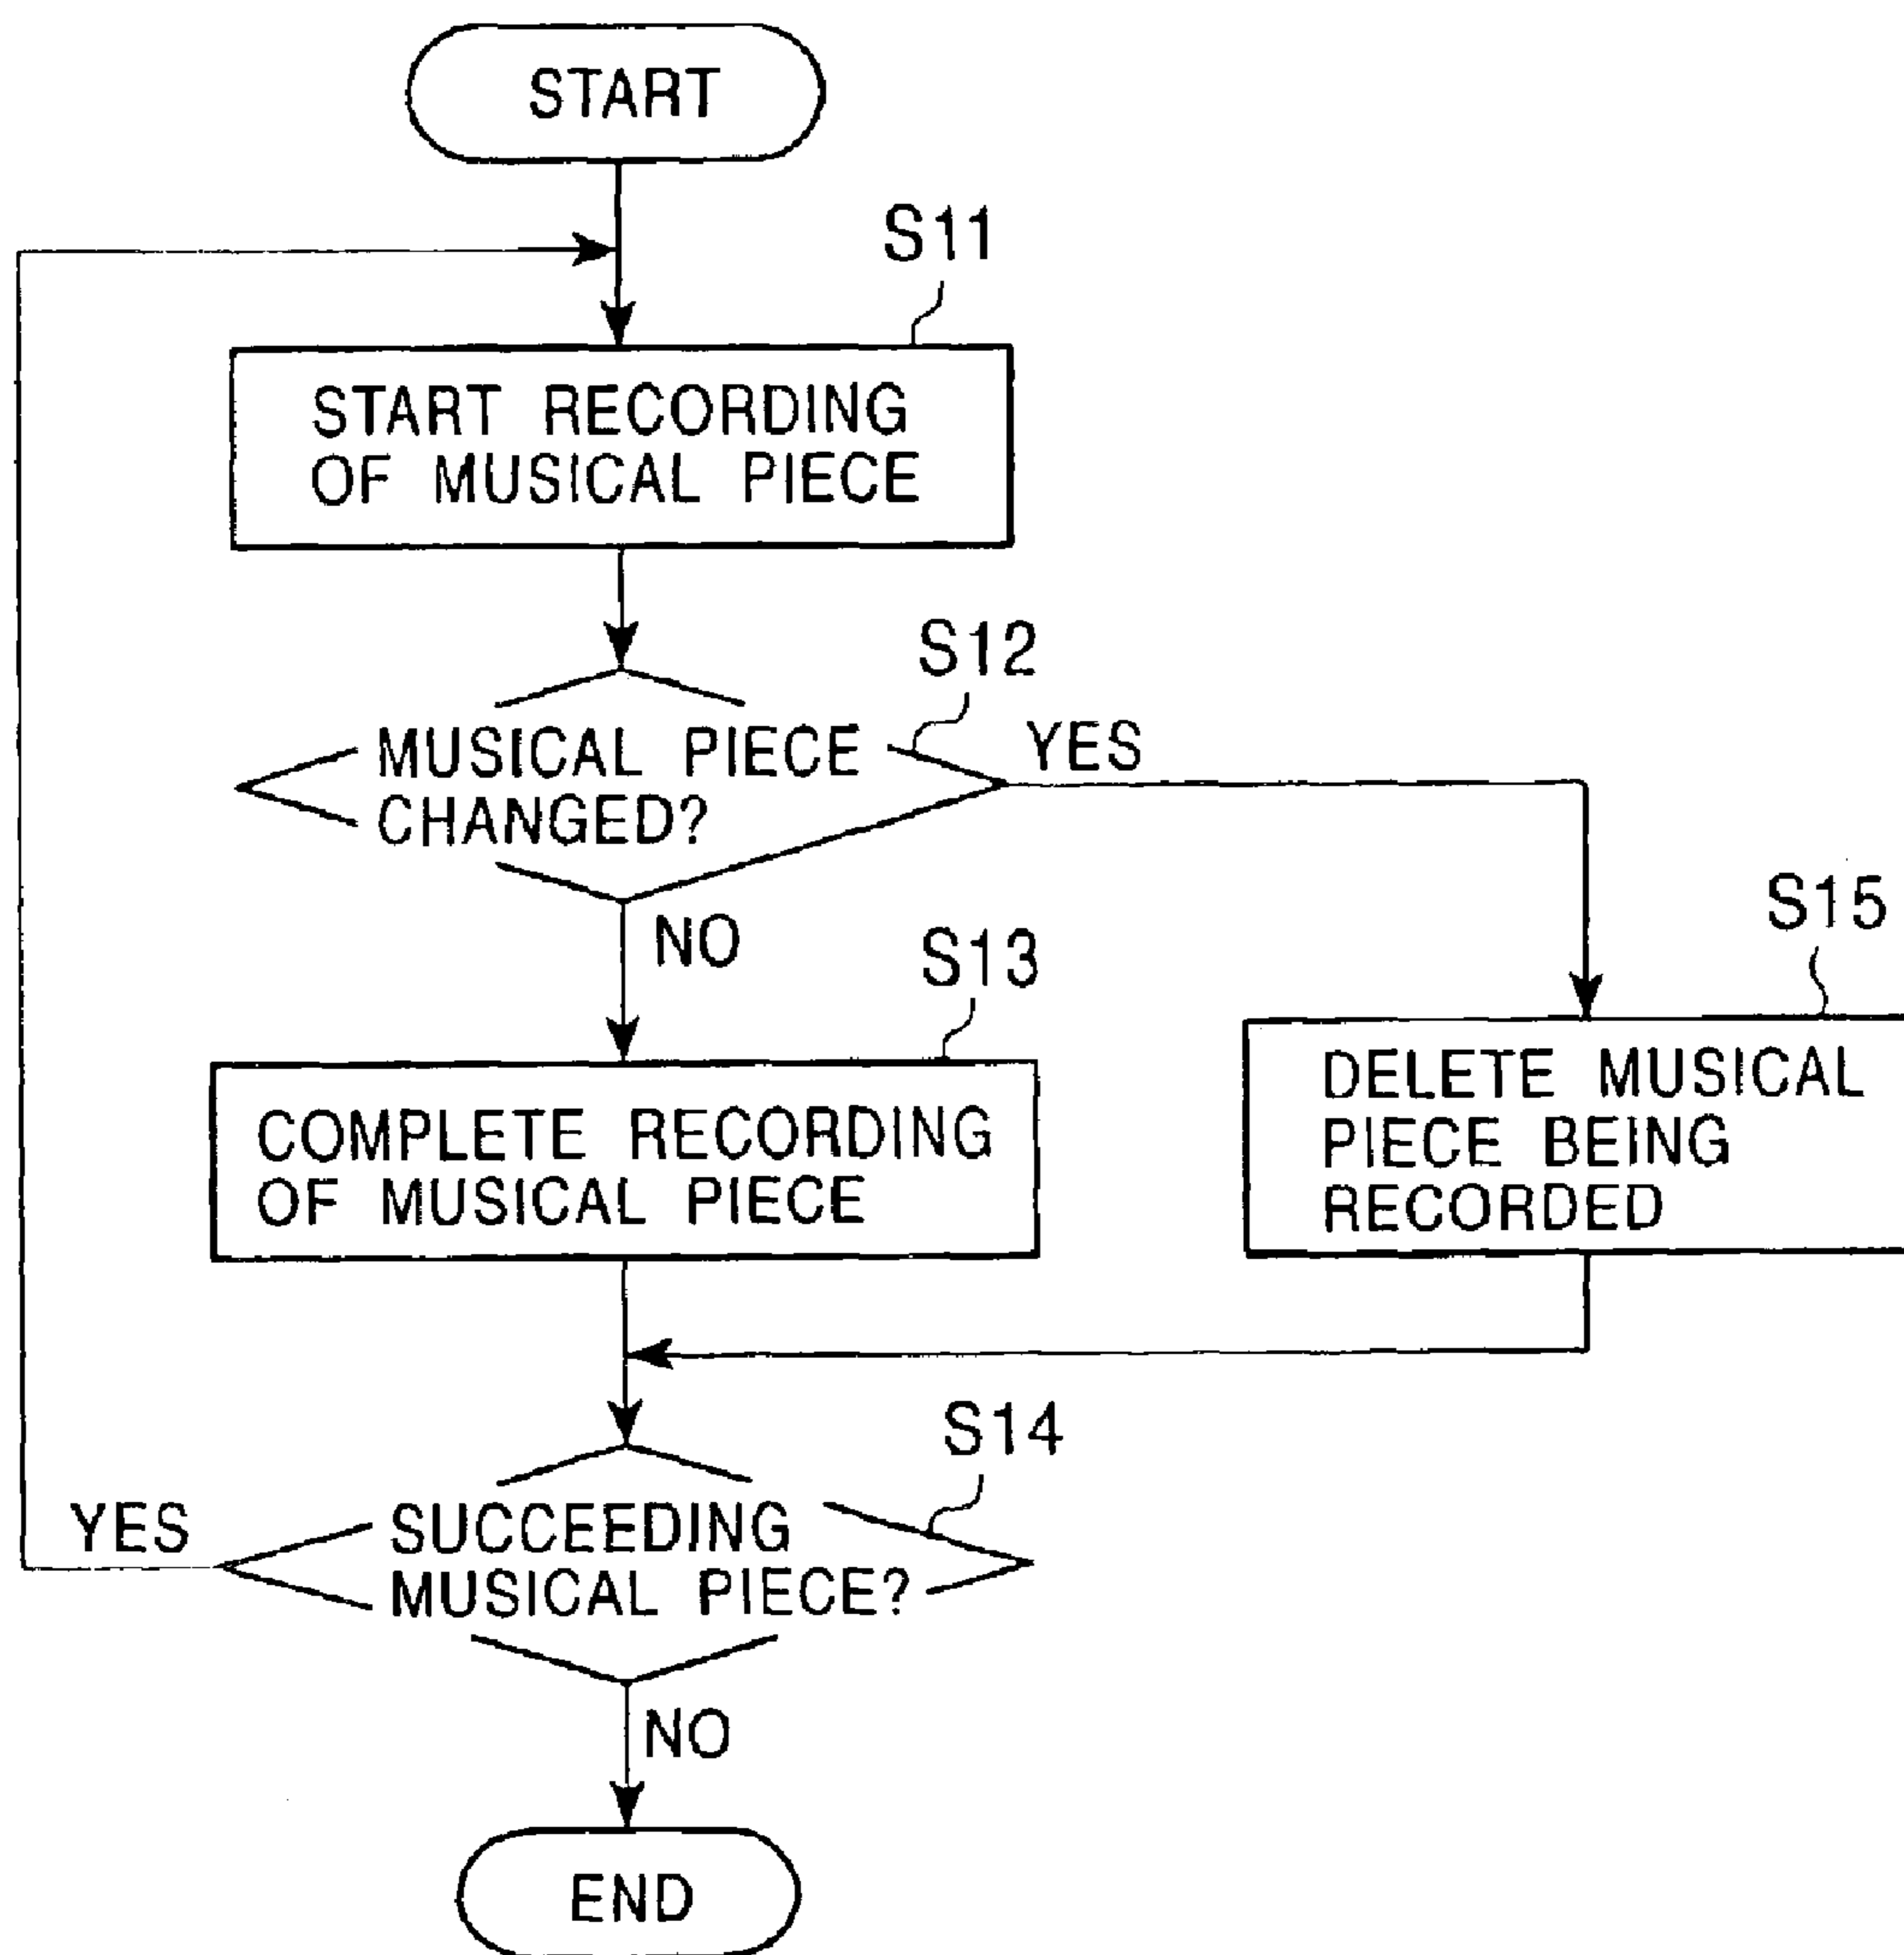 START
S11
START RECORDING
OF MUSICAL PIECE
S12
MUSICAL PIECE
CHANGED?
YES
NO
S13
COMPLETE RECORDING
OF MUSICAL PIECE
S15
DELETE MUSICAL
PIECE BEING
RECORDED
S14
SUCCEEDING
MUSICAL PIECE?
YES
NO
END